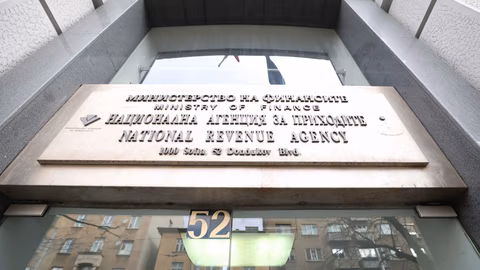 МИНИСТЕРСТВО НА ФИНАНСИТЕ
MINISTRY OF FINANCE
НАЦИОНАЛНА АГЕНЦИЯ ЗА ПРИХОДИТЕ
NATIONAL REVENUE AGENCY
1000 Sofia 52 Dondukov Blvd.
52